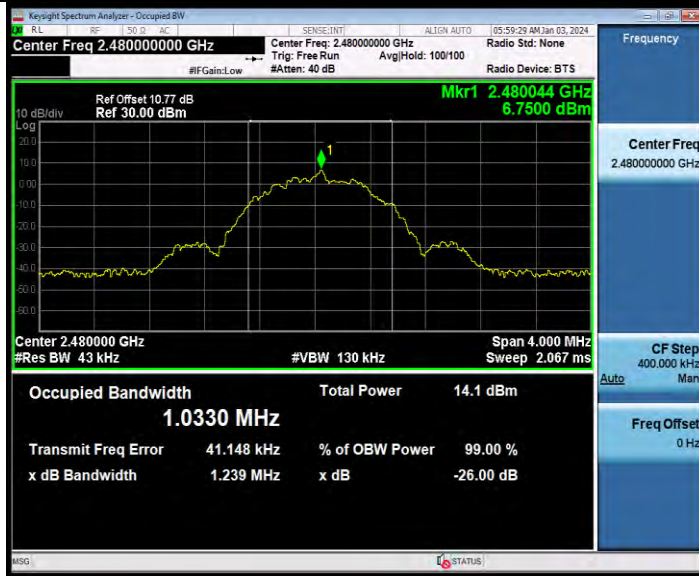 Keysight Spectrum Analyzer - Occupied BW
RL RF 50 Ω AC SENSE:INT ALIGN AUTO 05:59:29 AM Jan 03, 2024
Center Freq 2.480000000 GHz
Center Freq: 2.480000000 GHz
Radio Std: None
Trig: Free Run Avg|Hold: 100/100
#IFGain:Low #Atten: 40 dB Radio Device: BTS
Frequency
Ref Offset 10.77 dB
Mkr1 2.480044 GHz
10 dB/div Ref 30.00 dBm 6.7500 dBm
Log
20.0
10.0
0.00
-10.0
-20.0
-30.0
-40.0
-50.0
-60.0
1
Center 2.480000 GHz Span 4.000 MHz
#Res BW 43 kHz #VBW 130 kHz Sweep 2.067 ms
Occupied Bandwidth Total Power 14.1 dBm
1.0330 MHz
Transmit Freq Error 41.148 kHz % of OBW Power 99.00 %
x dB Bandwidth 1.239 MHz x dB -26.00 dB
Center Freq
2.480000000 GHz
CF Step
400.000 kHz
Auto Man
Freq Offset
0 Hz
MSG STATUS